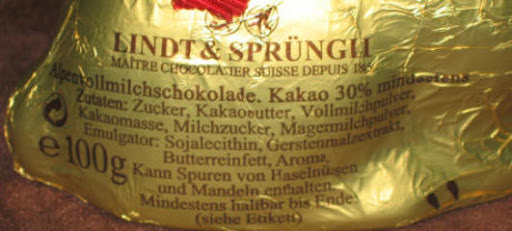 LINDT & SPRÜNGLI
MAÎTRE CHOCOLATIER SUISSE DEPUIS
Alpenvollmilchschokolade. Kakao 30% mindestens
Zutaten: Zucker, Kakaobutter, Vollmilchpulver,
Kakaomasse, Milchzucker, Magermilchpulver,
Emulgator: Sojalecithin, Gerstenmalzextrakt,
Butterreinfett, Aroma.
e 100g
Kann Spuren von Haselnüssen
und Mandeln enthalten.
Mindestens haltbar bis Ende:
(siehe Etikett)